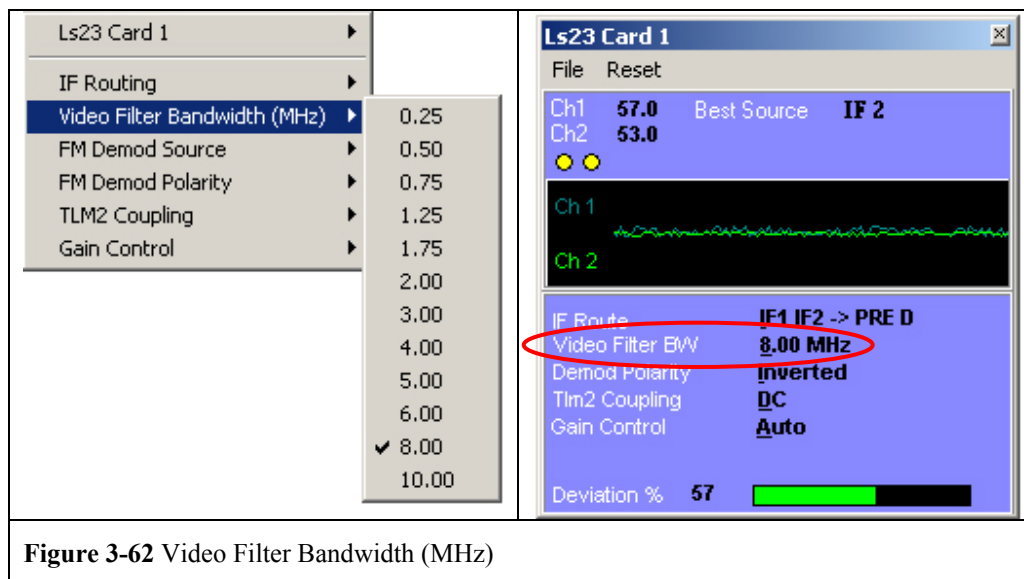 Ls23 Card 1
IF Routing
Video Filter Bandwidth (MHz)
FM Demod Source
FM Demod Polarity
TLM2 Coupling
Gain Control
0.25
0.50
0.75
1.25
1.75
2.00
3.00
4.00
5.00
6.00
8.00
10.00
Ls23 Card 1
File Reset
Ch1 57.0 Best Source IF 2
Ch2 53.0
Ch 1
Ch 2
IF Route IF1 IF2 -> PRE D
Video Filter BW 8.00 MHz
Demod Polarity Inverted
Tlm2 Coupling DC
Gain Control Auto
Deviation % 57
Figure 3-62 Video Filter Bandwidth (MHz)